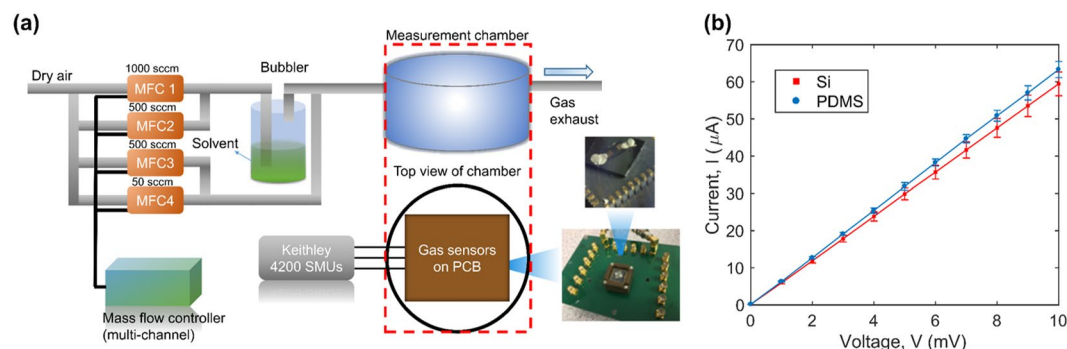 (a)
Measurement chamber
1000 sccm
Bubbler
Dry air
MFC 1
500 sccm
MFC2
Gas
exhaust
500 sccm
Solvent
MFC3
50 sccm
Top view of chamber
MFC4
Keithley
4200 SMUs
Gas sensors
on PCB
Mass flow controller
(multi-channel)
(b)
70
60
50
40
30
20
10
0
Current, I ( μA)
Si
PDMS
0 2 4 6 8 10
Voltage, V (mV)